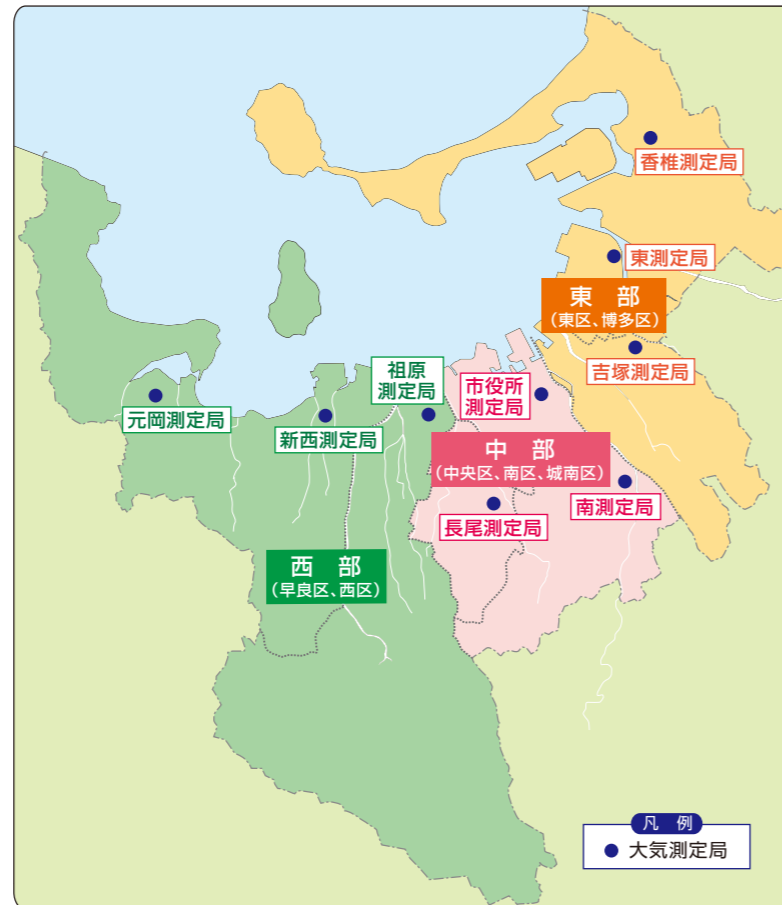 香椎測定局
東測定局
東 部
（東区、博多区）
吉塚測定局
祖原
測定局
市役所
測定局
元岡測定局
新西測定局
中 部
（中央区、南区、城南区）
南測定局
長尾測定局
西 部
（早良区、西区）
凡 例
大気測定局